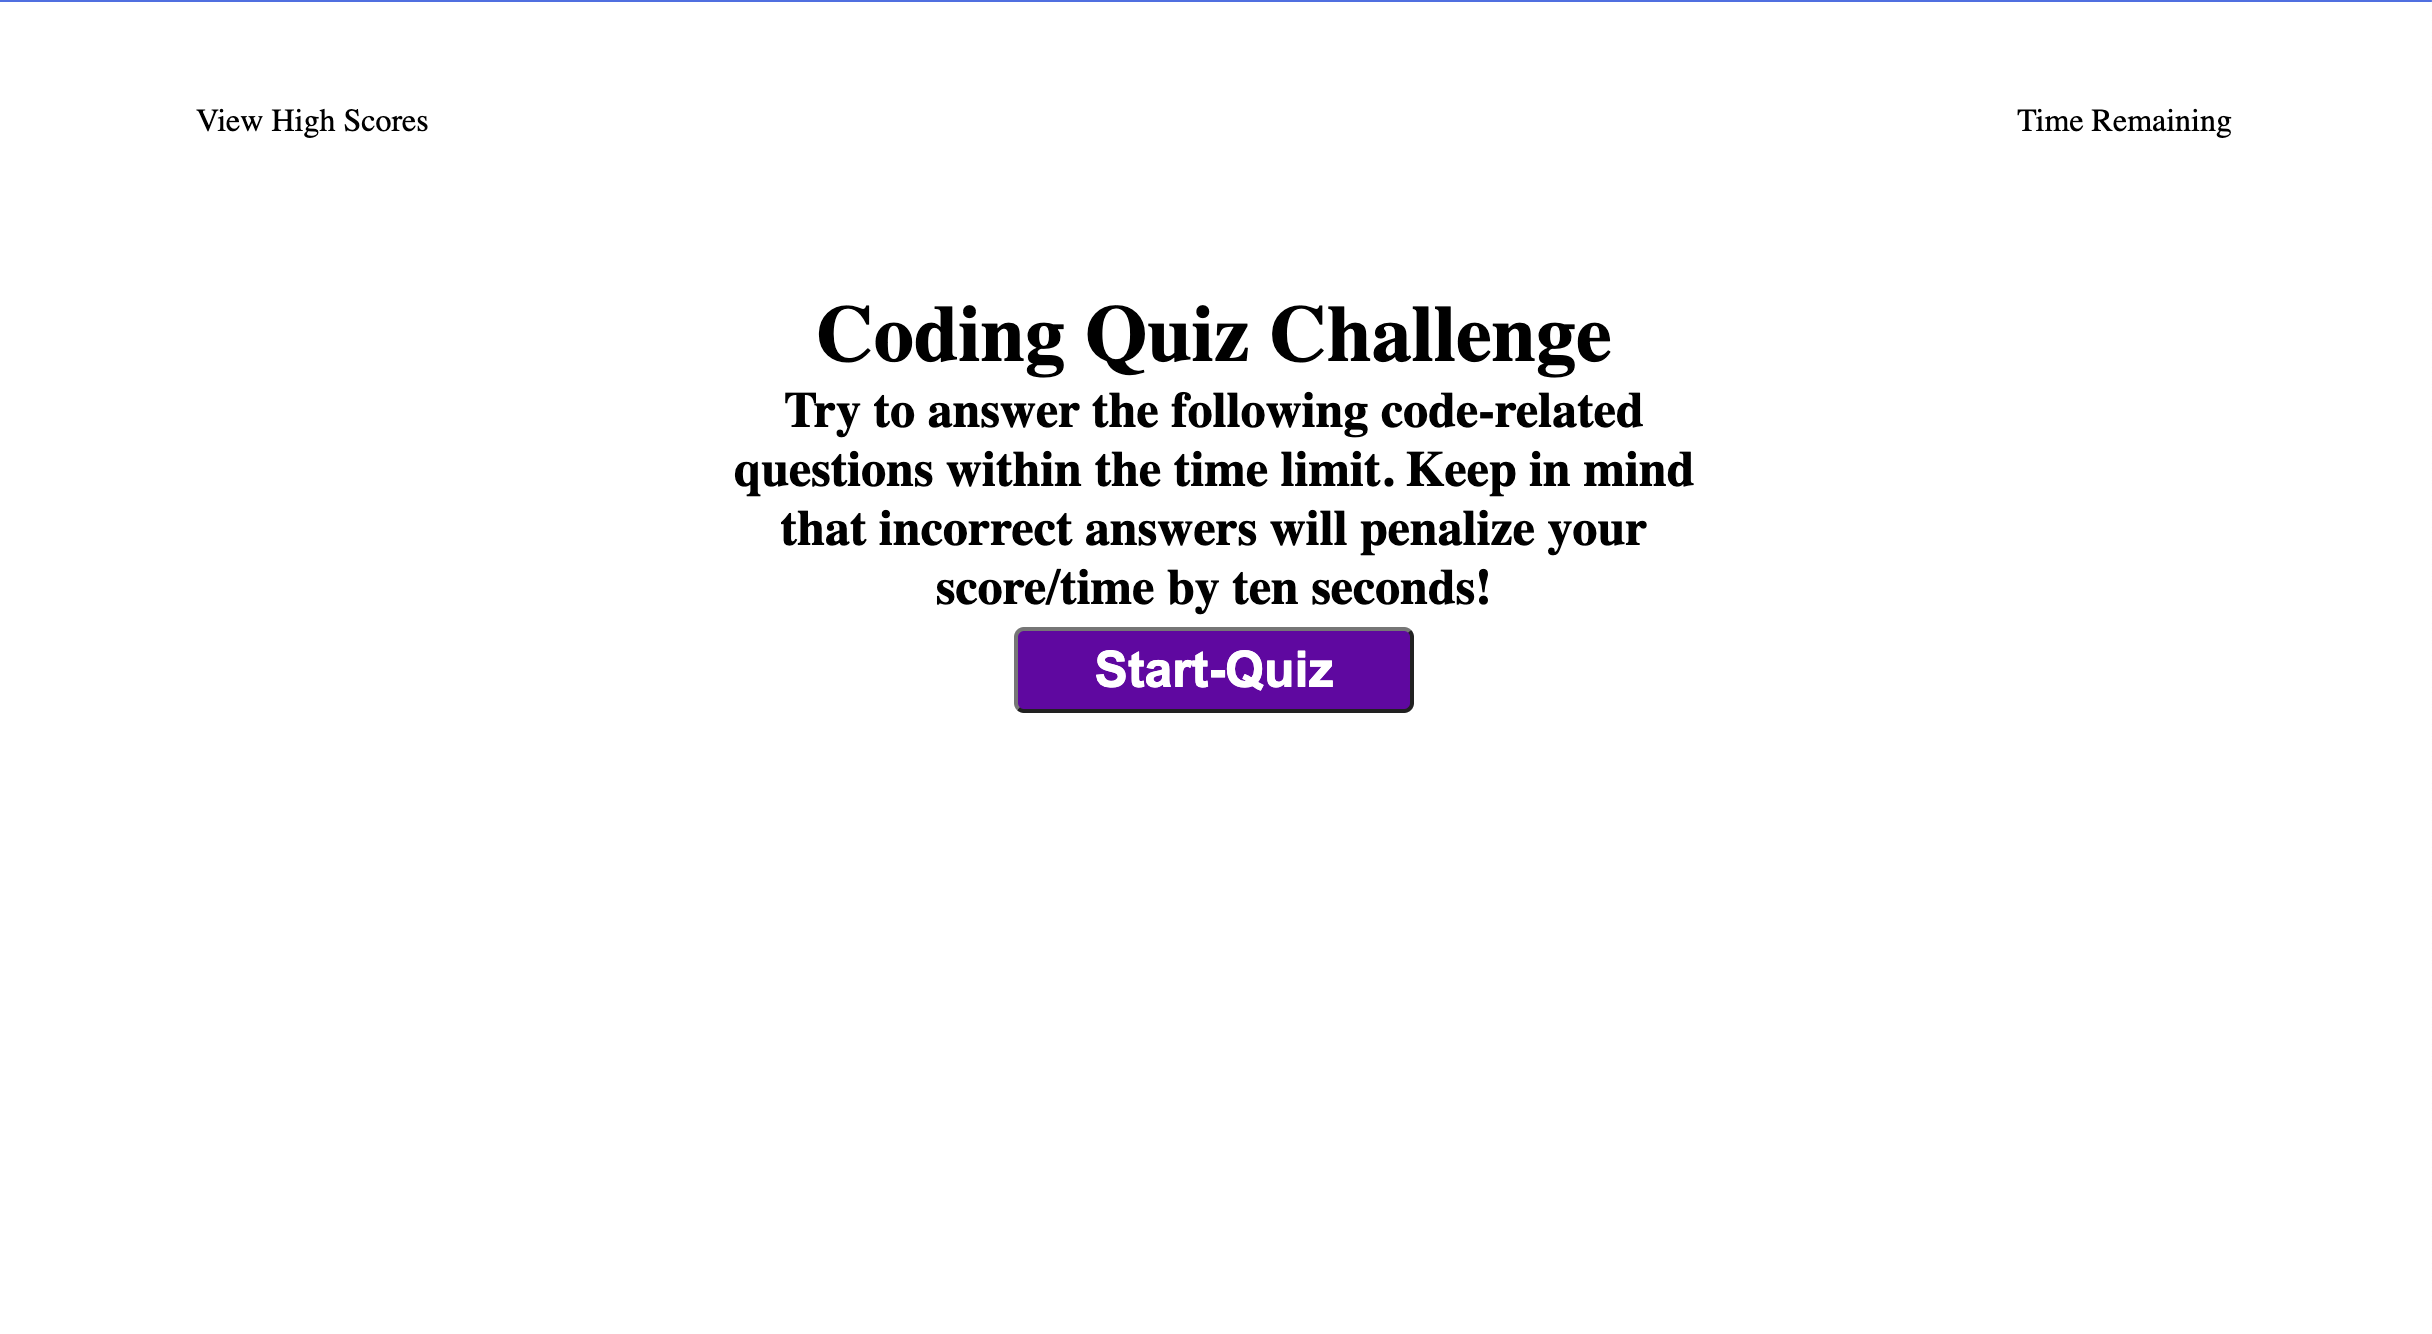 View High Scores
Time Remaining
Coding Quiz Challenge
Try to answer the following code-related
questions within the time limit. Keep in mind
that incorrect answers will penalize your
score/time by ten seconds!
Start-Quiz